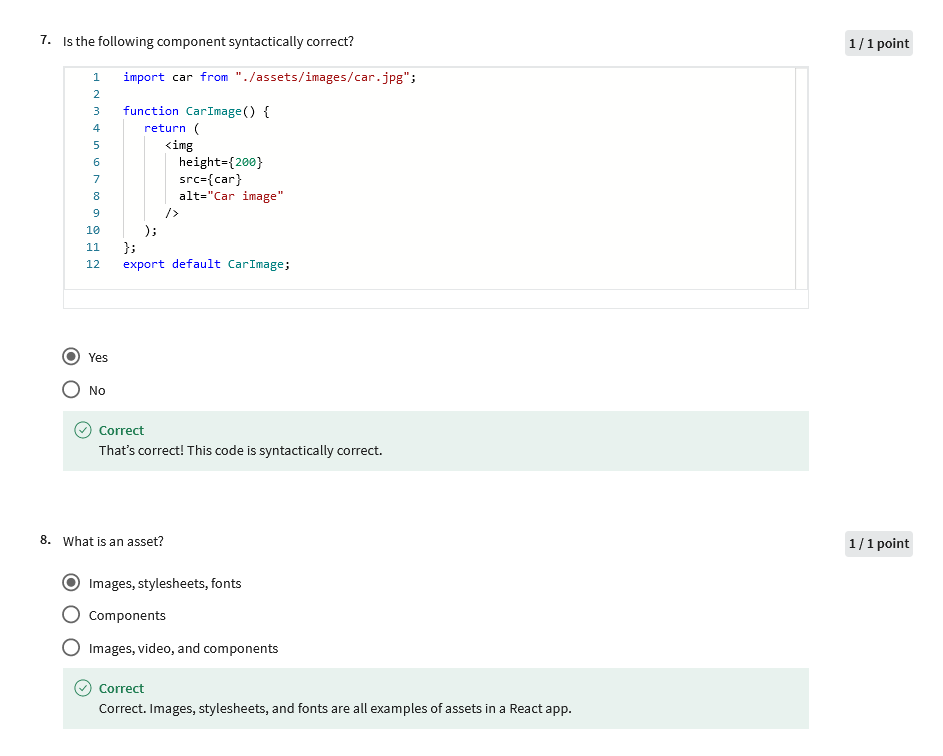 7. Is the following component syntactically correct?
1 / 1 point
1 import car from "./assets/images/car.jpg";
2
3 function CarImage() {
4 return (
5 <img
6 height={200}
7 src={car}
8 alt="Car image"
9 />
10 );
11 };
12 export default CarImage;
Yes
No
Correct
That’s correct! This code is syntactically correct.
8. What is an asset?
1 / 1 point
Images, stylesheets, fonts
Components
Images, video, and components
Correct
Correct. Images, stylesheets, and fonts are all examples of assets in a React app.